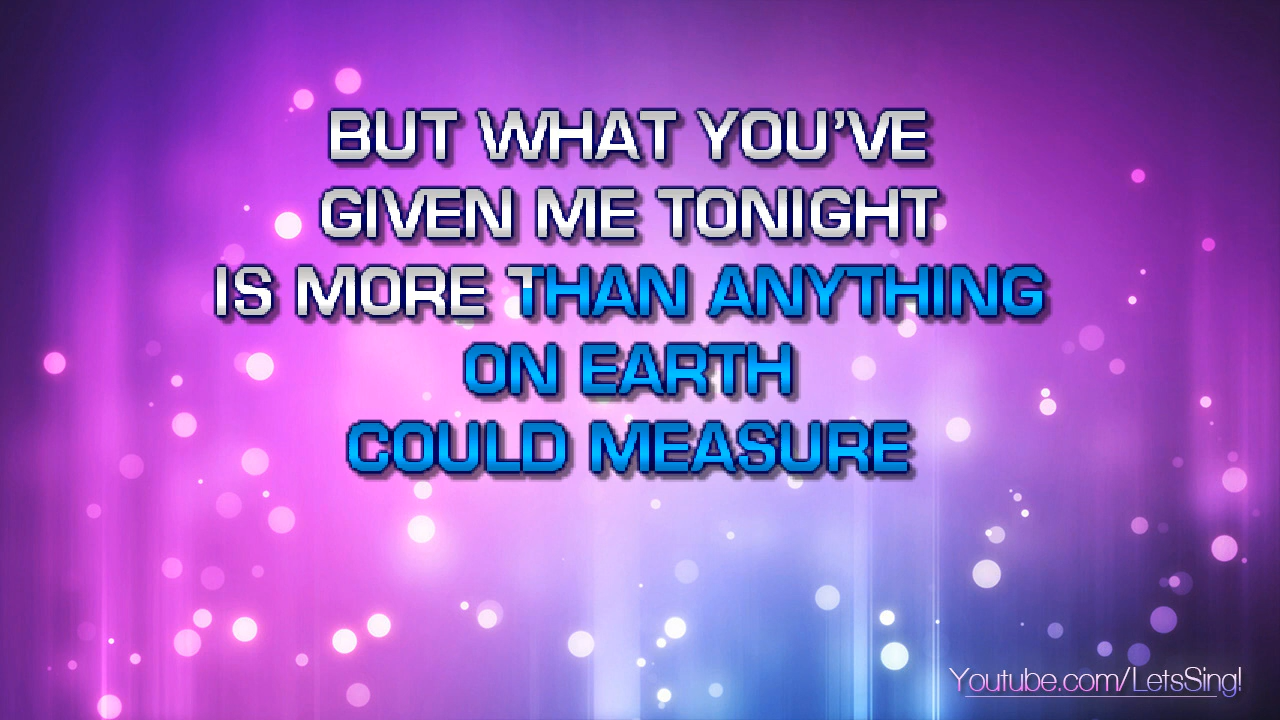 BUT WHAT YOU'VE
GIVEN ME TONIGHT
IS MORE THAN ANYTHING
ON EARTH
COULD MEASURE
Youtube.com/LetsSing!